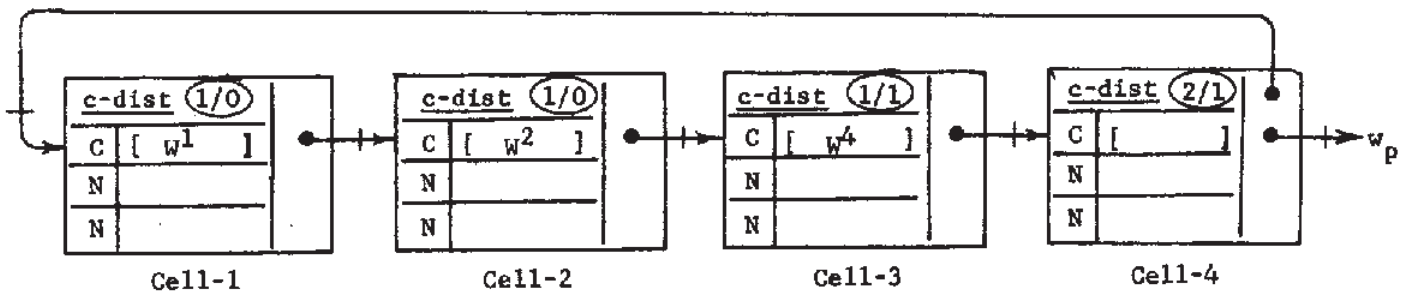 c-dist 1/0 c-dist 1/0 c-dist 1/1 c-dist 2/1
C [ W¹ ] C [ W² ] C [ W⁴ ] C [ ] wₚ
N N N N
N N N N
Cell-1 Cell-2 Cell-3 Cell-4